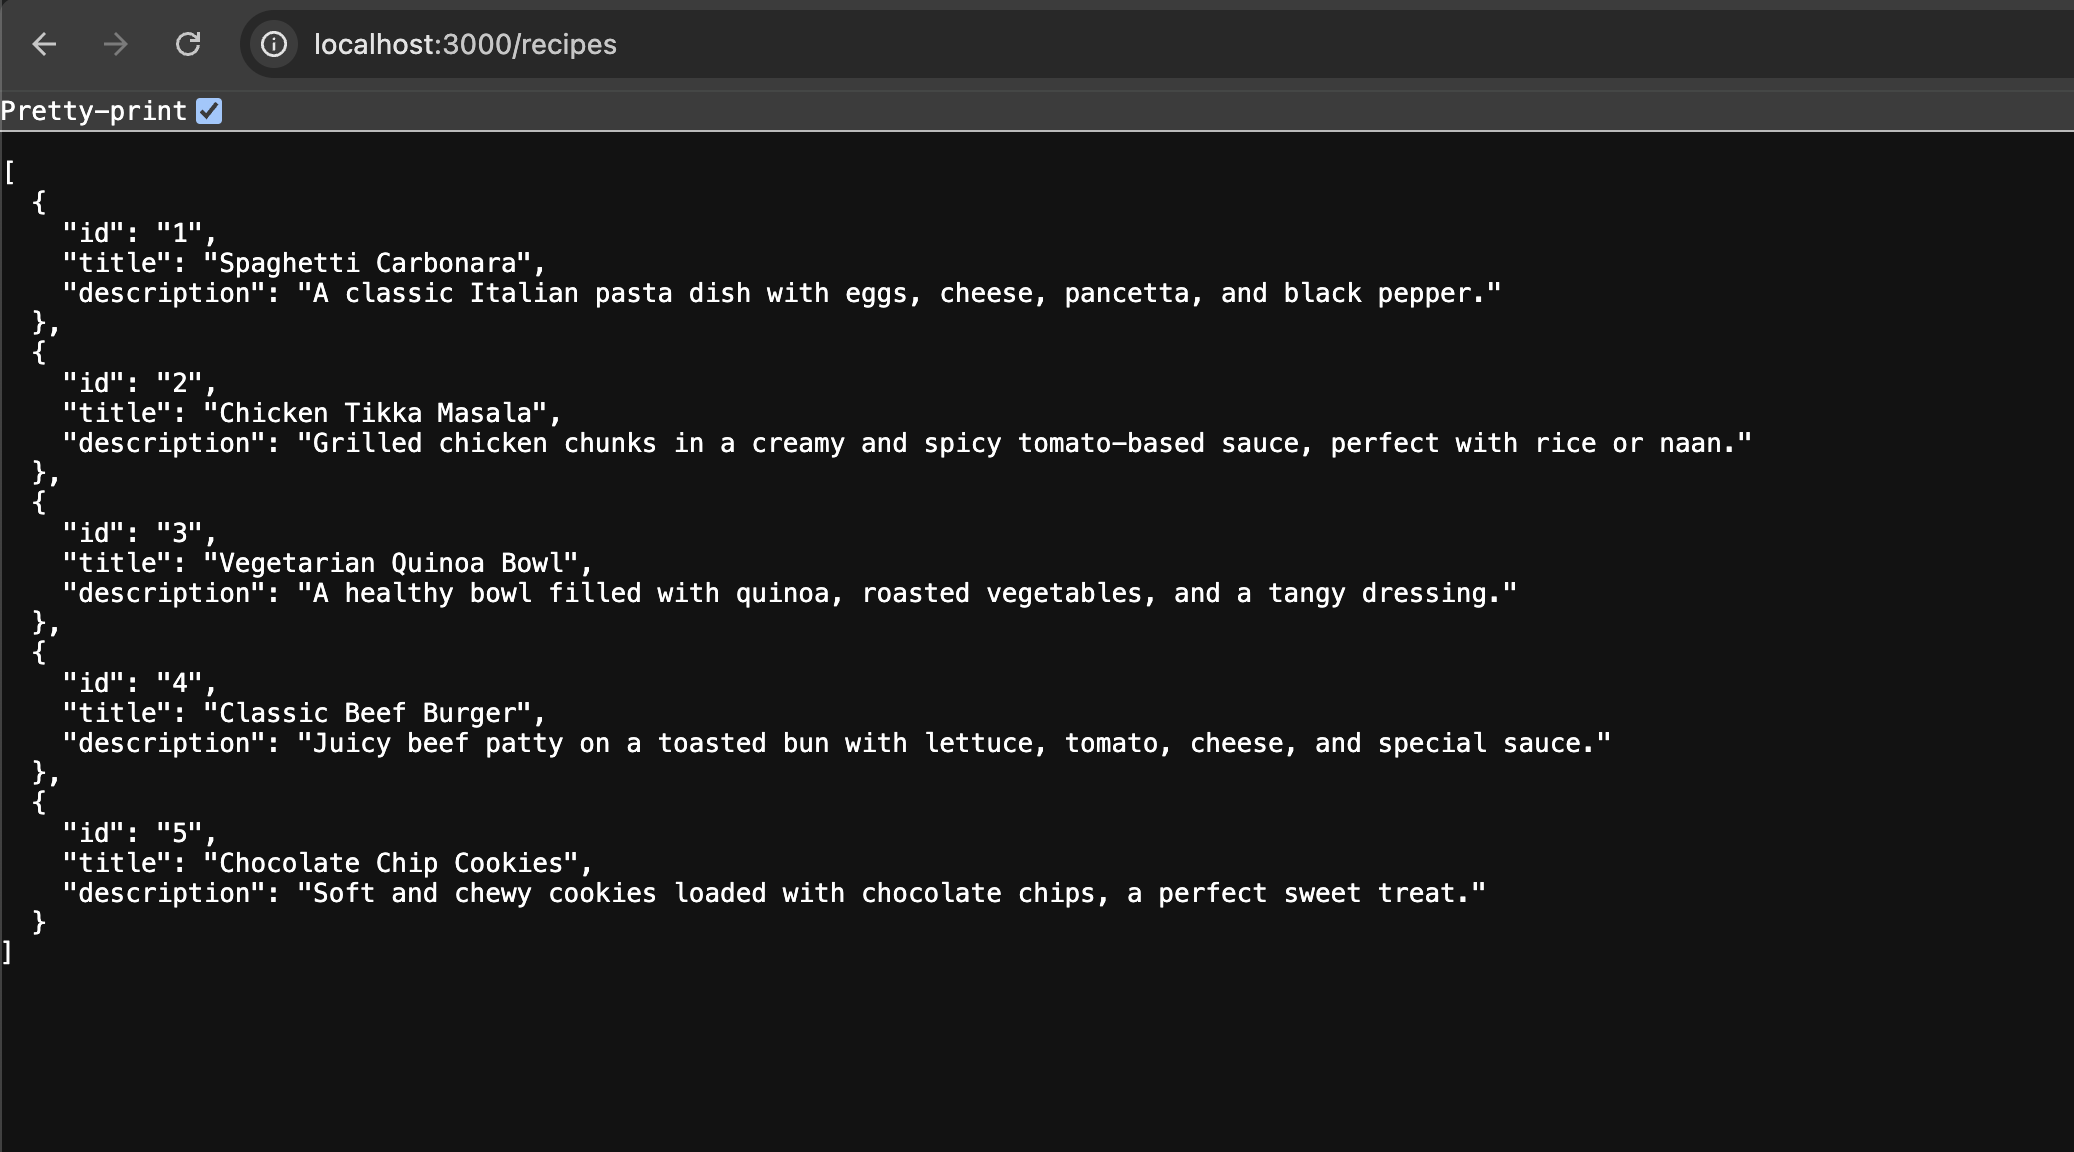 localhost:3000/recipes
Pretty-print
[
  {
    "id": "1",
    "title": "Spaghetti Carbonara",
    "description": "A classic Italian pasta dish with eggs, cheese, pancetta, and black pepper."
  },
  {
    "id": "2",
    "title": "Chicken Tikka Masala",
    "description": "Grilled chicken chunks in a creamy and spicy tomato-based sauce, perfect with rice or naan."
  },
  {
    "id": "3",
    "title": "Vegetarian Quinoa Bowl",
    "description": "A healthy bowl filled with quinoa, roasted vegetables, and a tangy dressing."
  },
  {
    "id": "4",
    "title": "Classic Beef Burger",
    "description": "Juicy beef patty on a toasted bun with lettuce, tomato, cheese, and special sauce."
  },
  {
    "id": "5",
    "title": "Chocolate Chip Cookies",
    "description": "Soft and chewy cookies loaded with chocolate chips, a perfect sweet treat."
  }
]